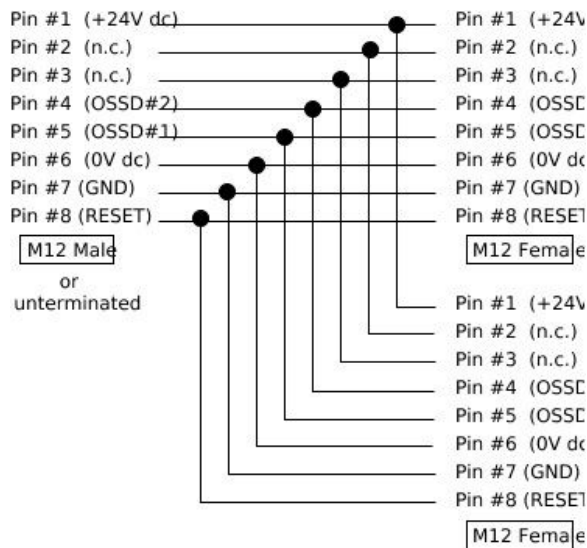 Pin #1 (+24V dc)
Pin #2 (n.c.)
Pin #3 (n.c.)
Pin #4 (OSSD#2)
Pin #5 (OSSD#1)
Pin #6 (0V dc)
Pin #7 (GND)
Pin #8 (RESET)
M12 Male
or
unterminated
Pin #1 (+24V
Pin #2 (n.c.)
Pin #3 (n.c.)
Pin #4 (OSSD
Pin #5 (OSSD
Pin #6 (0V dc
Pin #7 (GND)
Pin #8 (RESET
M12 Female
Pin #1 (+24V
Pin #2 (n.c.)
Pin #3 (n.c.)
Pin #4 (OSSD
Pin #5 (OSSD
Pin #6 (0V dc
Pin #7 (GND)
Pin #8 (RESET
M12 Female